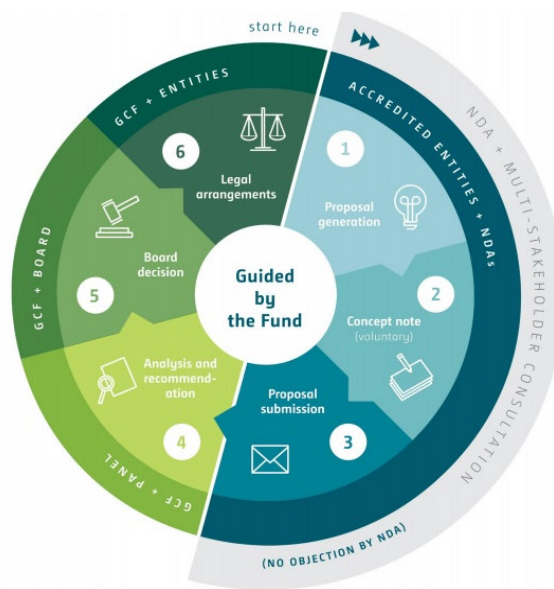 start here
NDA + MULTI-STAKEHOLDER CONSULTATION
ACCREDITED ENTITIES + NDAs
(NO OBJECTION BY NDA)
GCF + ENTITIES
GCF + BOARD
GCF + PANEL
Guided
by
the Fund
1
Proposal
generation
2
Concept note
(voluntary)
3
Proposal
submission
4
Analysis and
recommend-
ation
5
Board
decision
6
Legal
arrangements